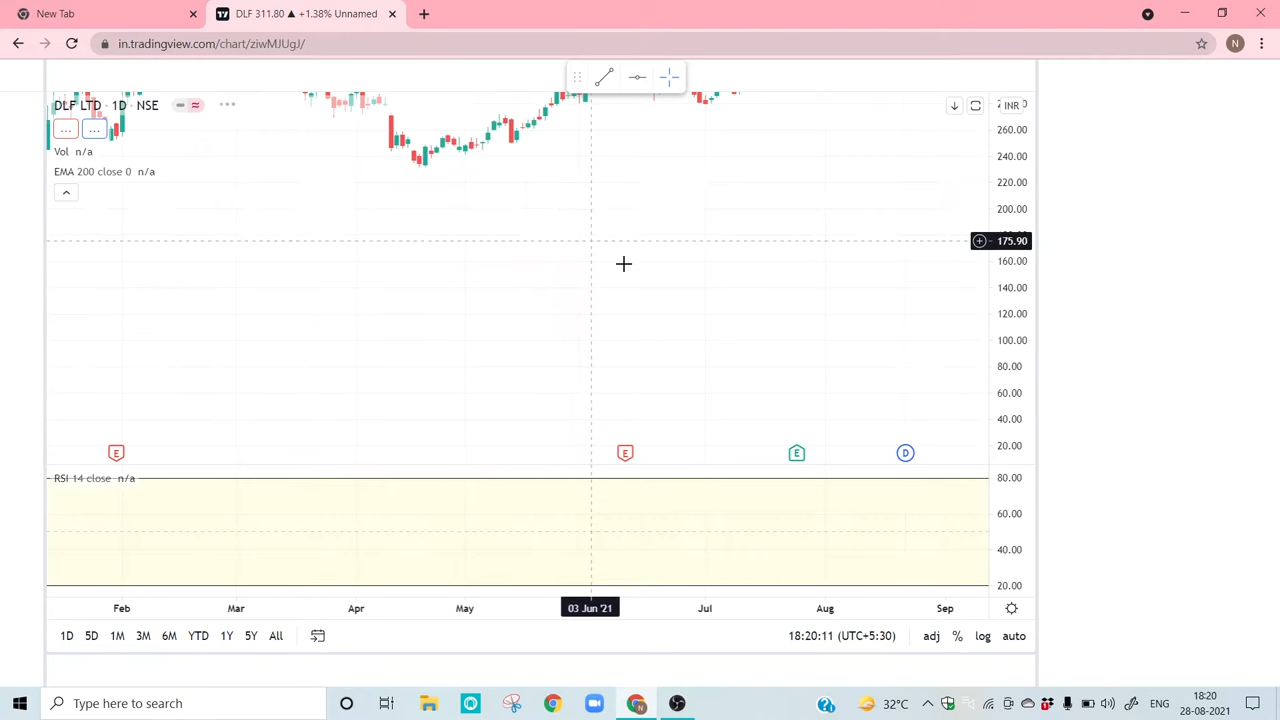 New Tab
DLF 311.80 ▲ +1.38% Unnamed
in.tradingview.com/chart/ziwMJUgJ/
N
DLF LTD · 1D · NSE
INR
Vol n/a
EMA 200 close 0 n/a
260.00
240.00
220.00
200.00
175.90
160.00
140.00
120.00
100.00
80.00
60.00
40.00
20.00
E
E
E
D
RSI 14 close n/a
80.00
60.00
40.00
20.00
Feb
Mar
Apr
May
03 Jun '21
Jul
Aug
Sep
1D 5D 1M 3M 6M YTD 1Y 5Y All
18:20:11 (UTC+5:30)
adj % log auto
Type here to search
32°C
ENG
18:20
28-08-2021